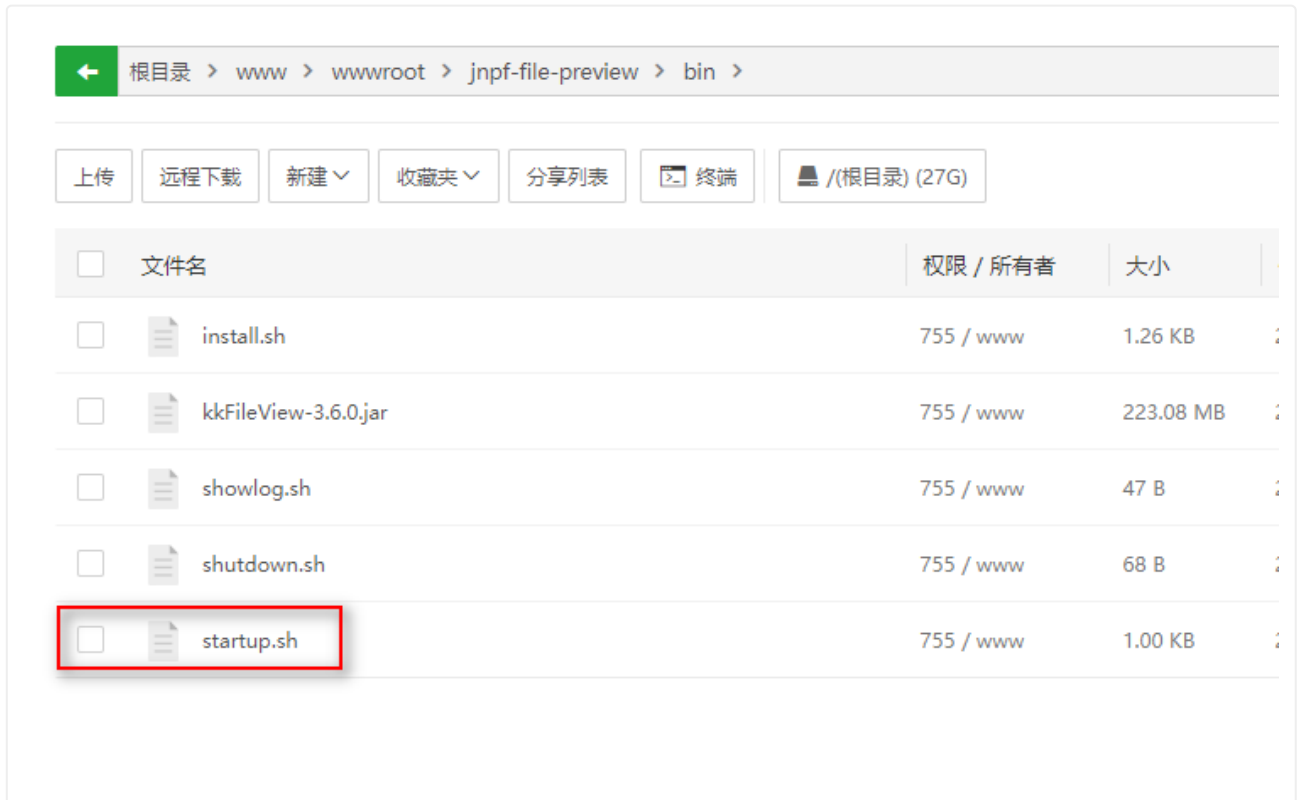 根目录 > www > wwwroot > jnpf-file-preview > bin >
上传 远程下载 新建 收藏夹 分享列表 终端 /(根目录) (27G)
文件名 权限 / 所有者 大小
install.sh 755 / www 1.26 KB
kkFileView-3.6.0.jar 755 / www 223.08 MB
showlog.sh 755 / www 47 B
shutdown.sh 755 / www 68 B
startup.sh 755 / www 1.00 KB